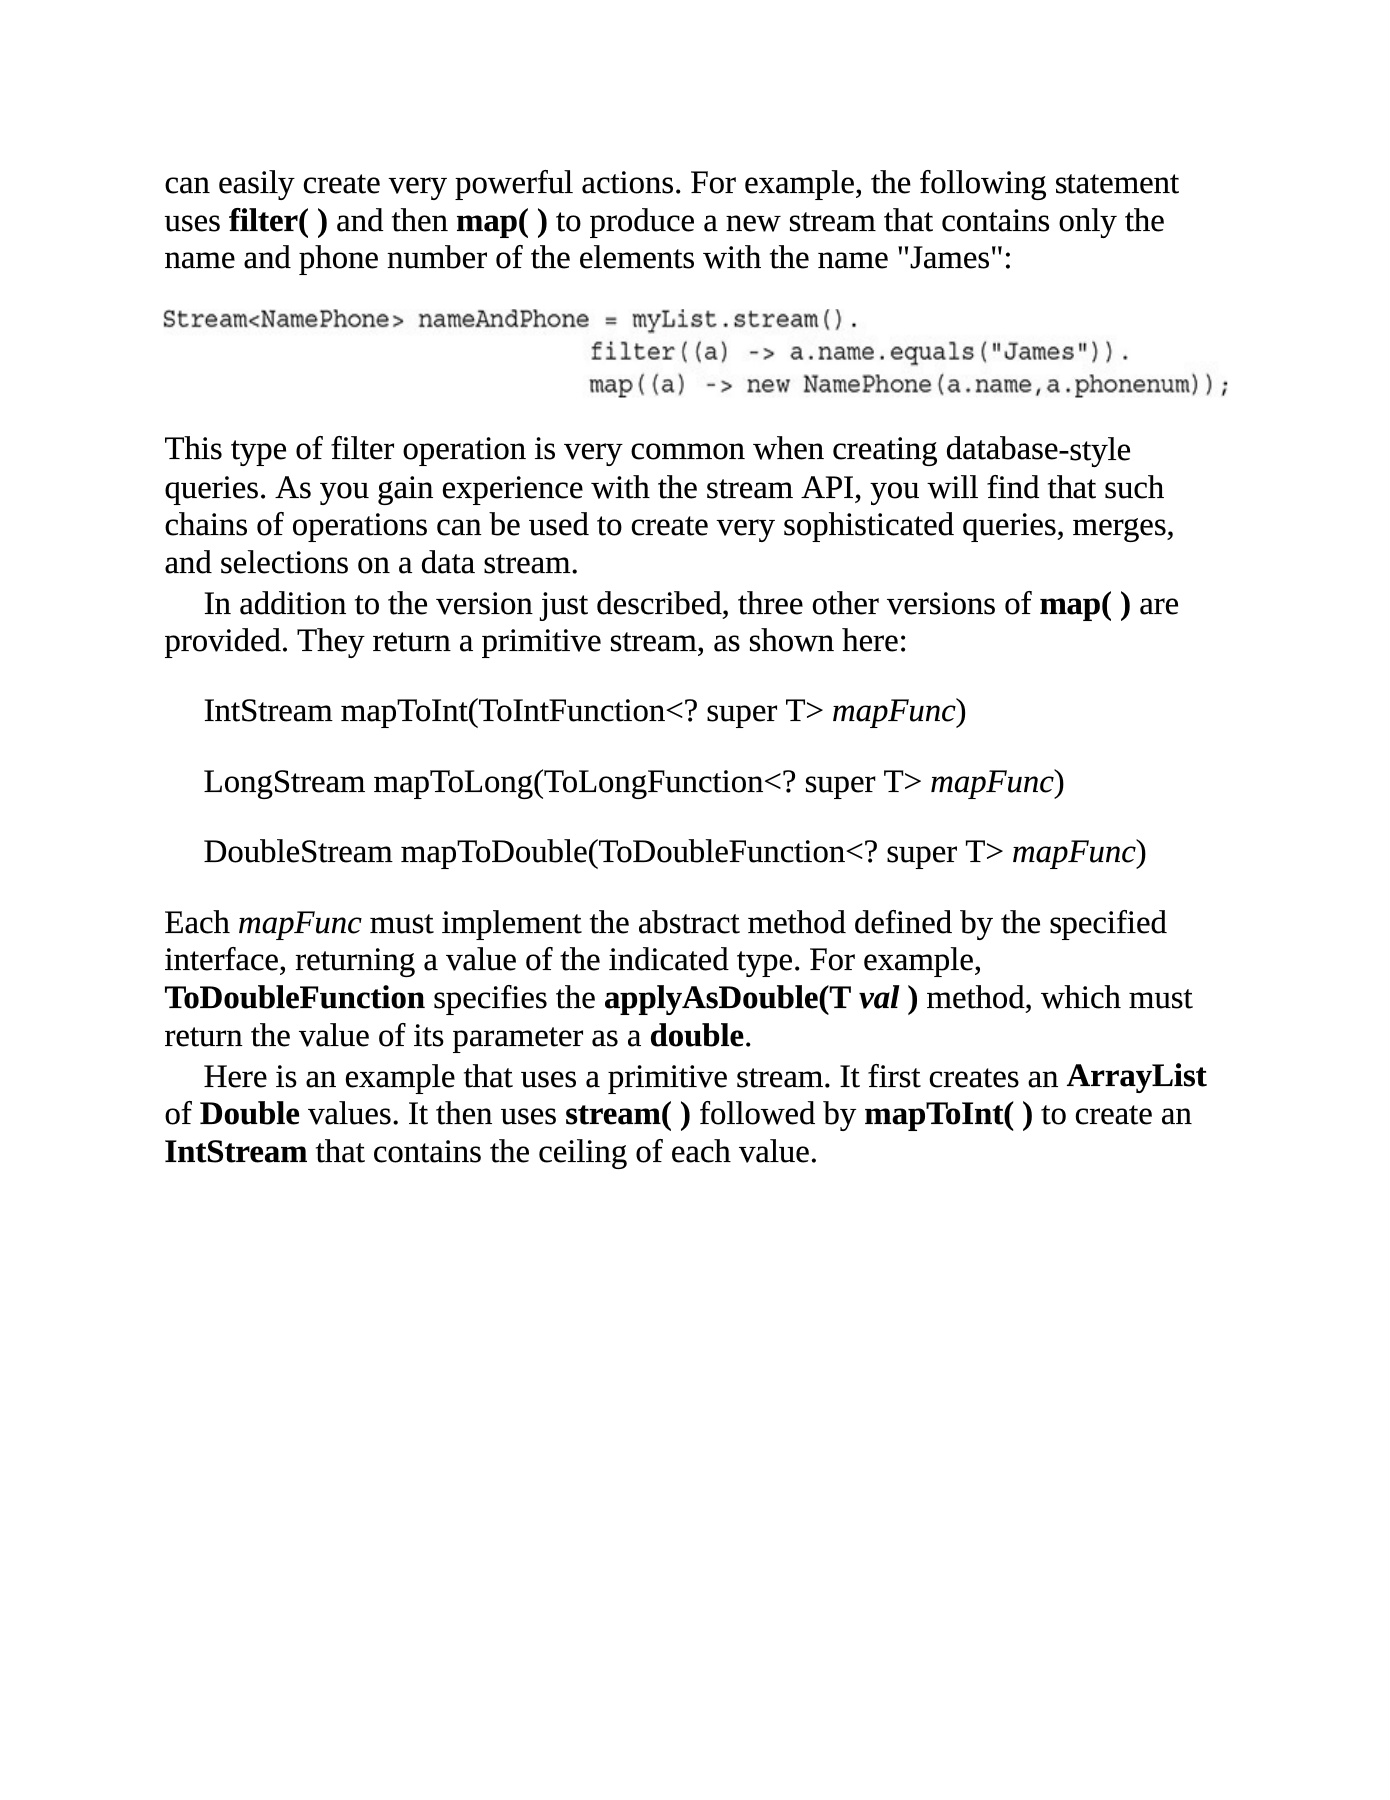 can easily create very powerful actions. For example, the following statement
uses filter( ) and then map( ) to produce a new stream that contains only the
name and phone number of the elements with the name "James":
Stream<NamePhone> nameAndPhone = myList.stream().
filter((a) -> a.name.equals("James")).
map((a) -> new NamePhone(a.name,a.phonenum));
This type of filter operation is very common when creating database-style
queries. As you gain experience with the stream API, you will find that such
chains of operations can be used to create very sophisticated queries, merges,
and selections on a data stream.
In addition to the version just described, three other versions of map( ) are
provided. They return a primitive stream, as shown here:
IntStream mapToInt(ToIntFunction<? super T> mapFunc)
LongStream mapToLong(ToLongFunction<? super T> mapFunc)
DoubleStream mapToDouble(ToDoubleFunction<? super T> mapFunc)
Each mapFunc must implement the abstract method defined by the specified
interface, returning a value of the indicated type. For example,
ToDoubleFunction specifies the applyAsDouble(T val ) method, which must
return the value of its parameter as a double.
Here is an example that uses a primitive stream. It first creates an ArrayList
of Double values. It then uses stream( ) followed by mapToInt( ) to create an
IntStream that contains the ceiling of each value.